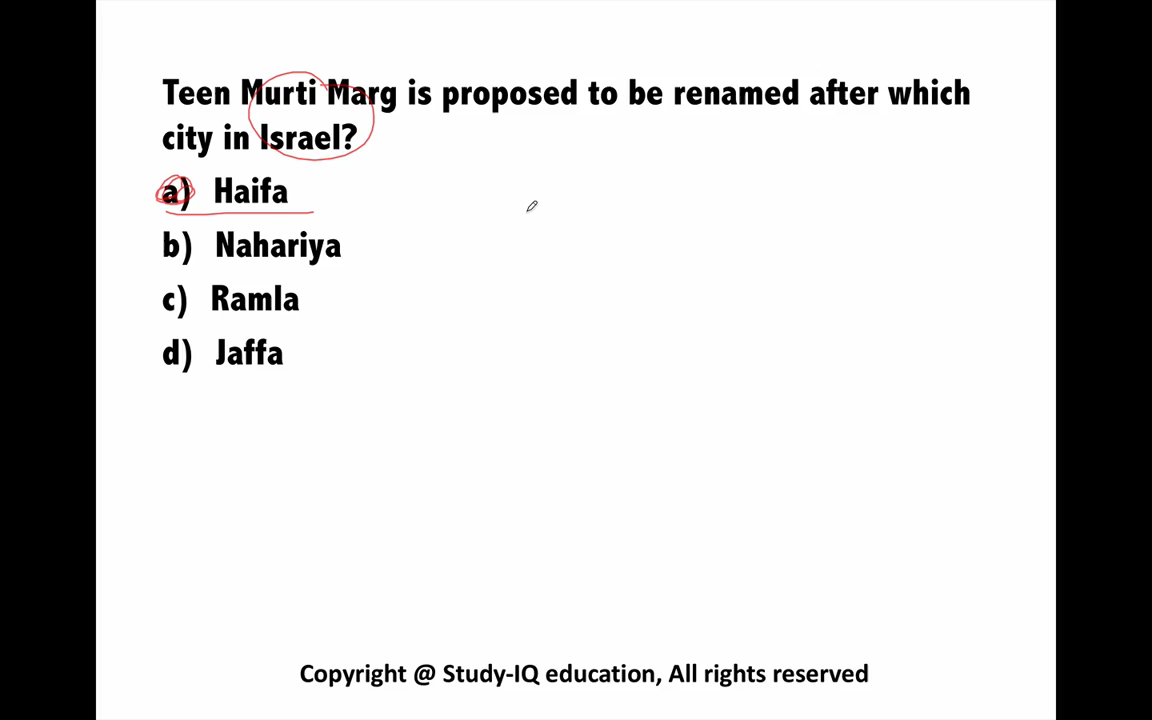 Teen Murti Marg is proposed to be renamed after which
city in Israel?
a) Haifa
b) Nahariya
c) Ramla
d) Jaffa
Copyright @ Study-IQ education, All rights reserved